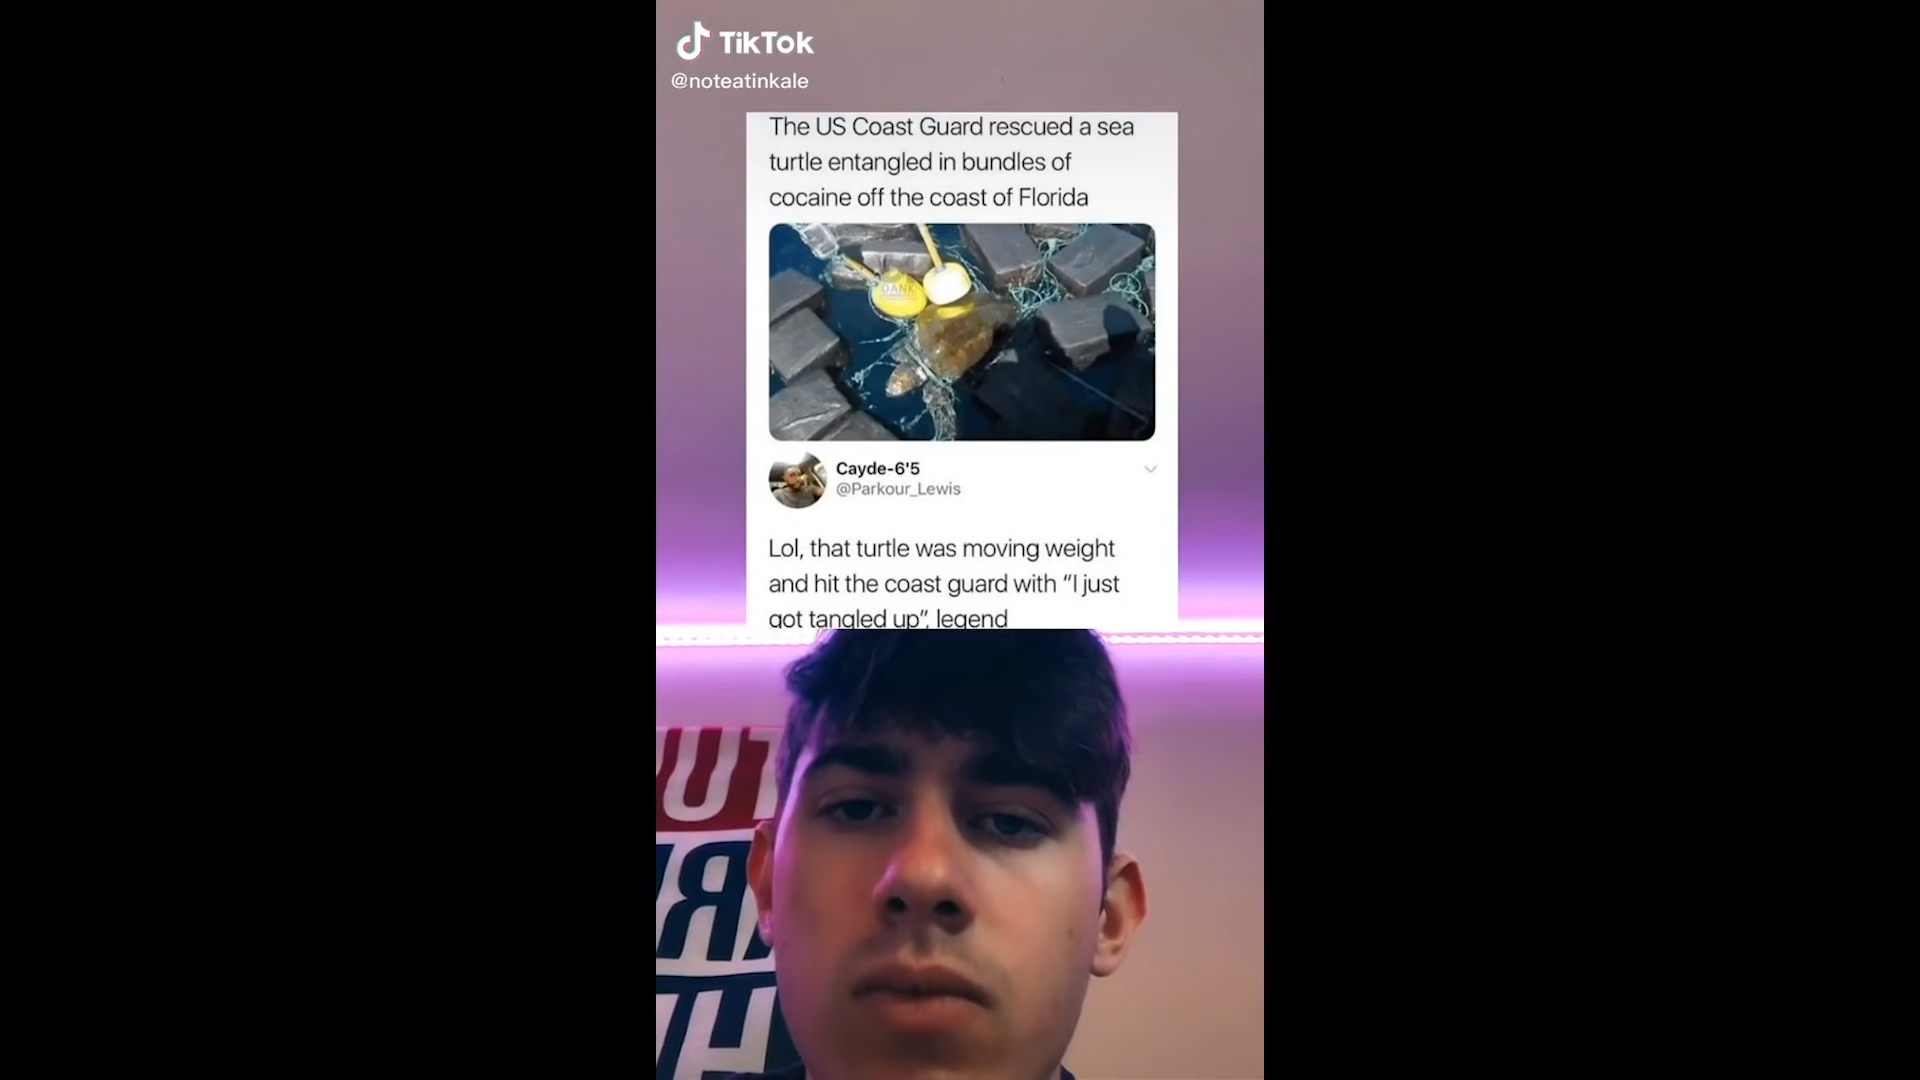 TikTok
@noteatinkale
The US Coast Guard rescued a sea
turtle entangled in bundles of
cocaine off the coast of Florida
DANK
Cayde-6'5
@Parkour_Lewis
Lol, that turtle was moving weight
and hit the coast guard with “I just
got tangled up”, legend